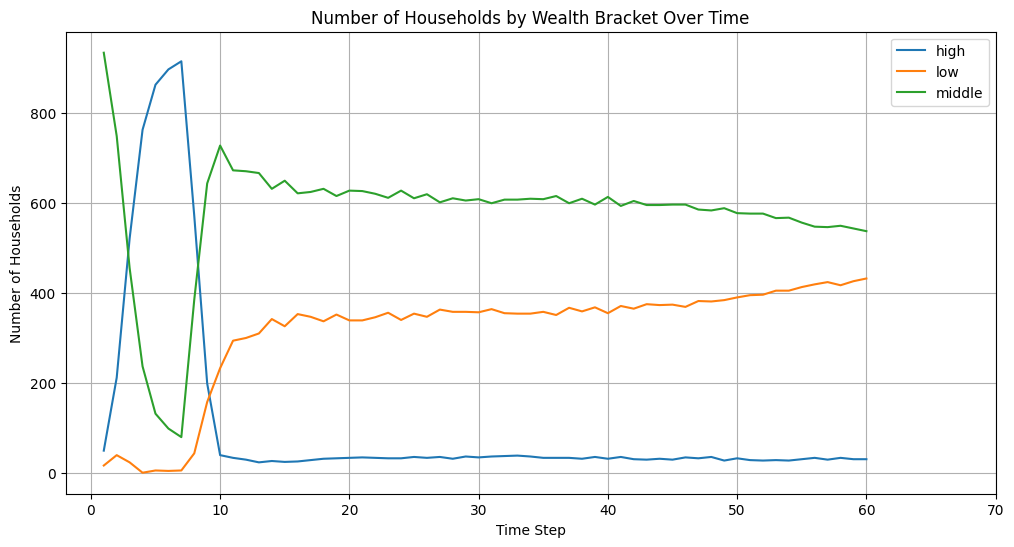 Number of Households by Wealth Bracket Over Time
high
low
middle
800
600
400
200
0
Number of Households
0 10 20 30 40 50 60 70
Time Step